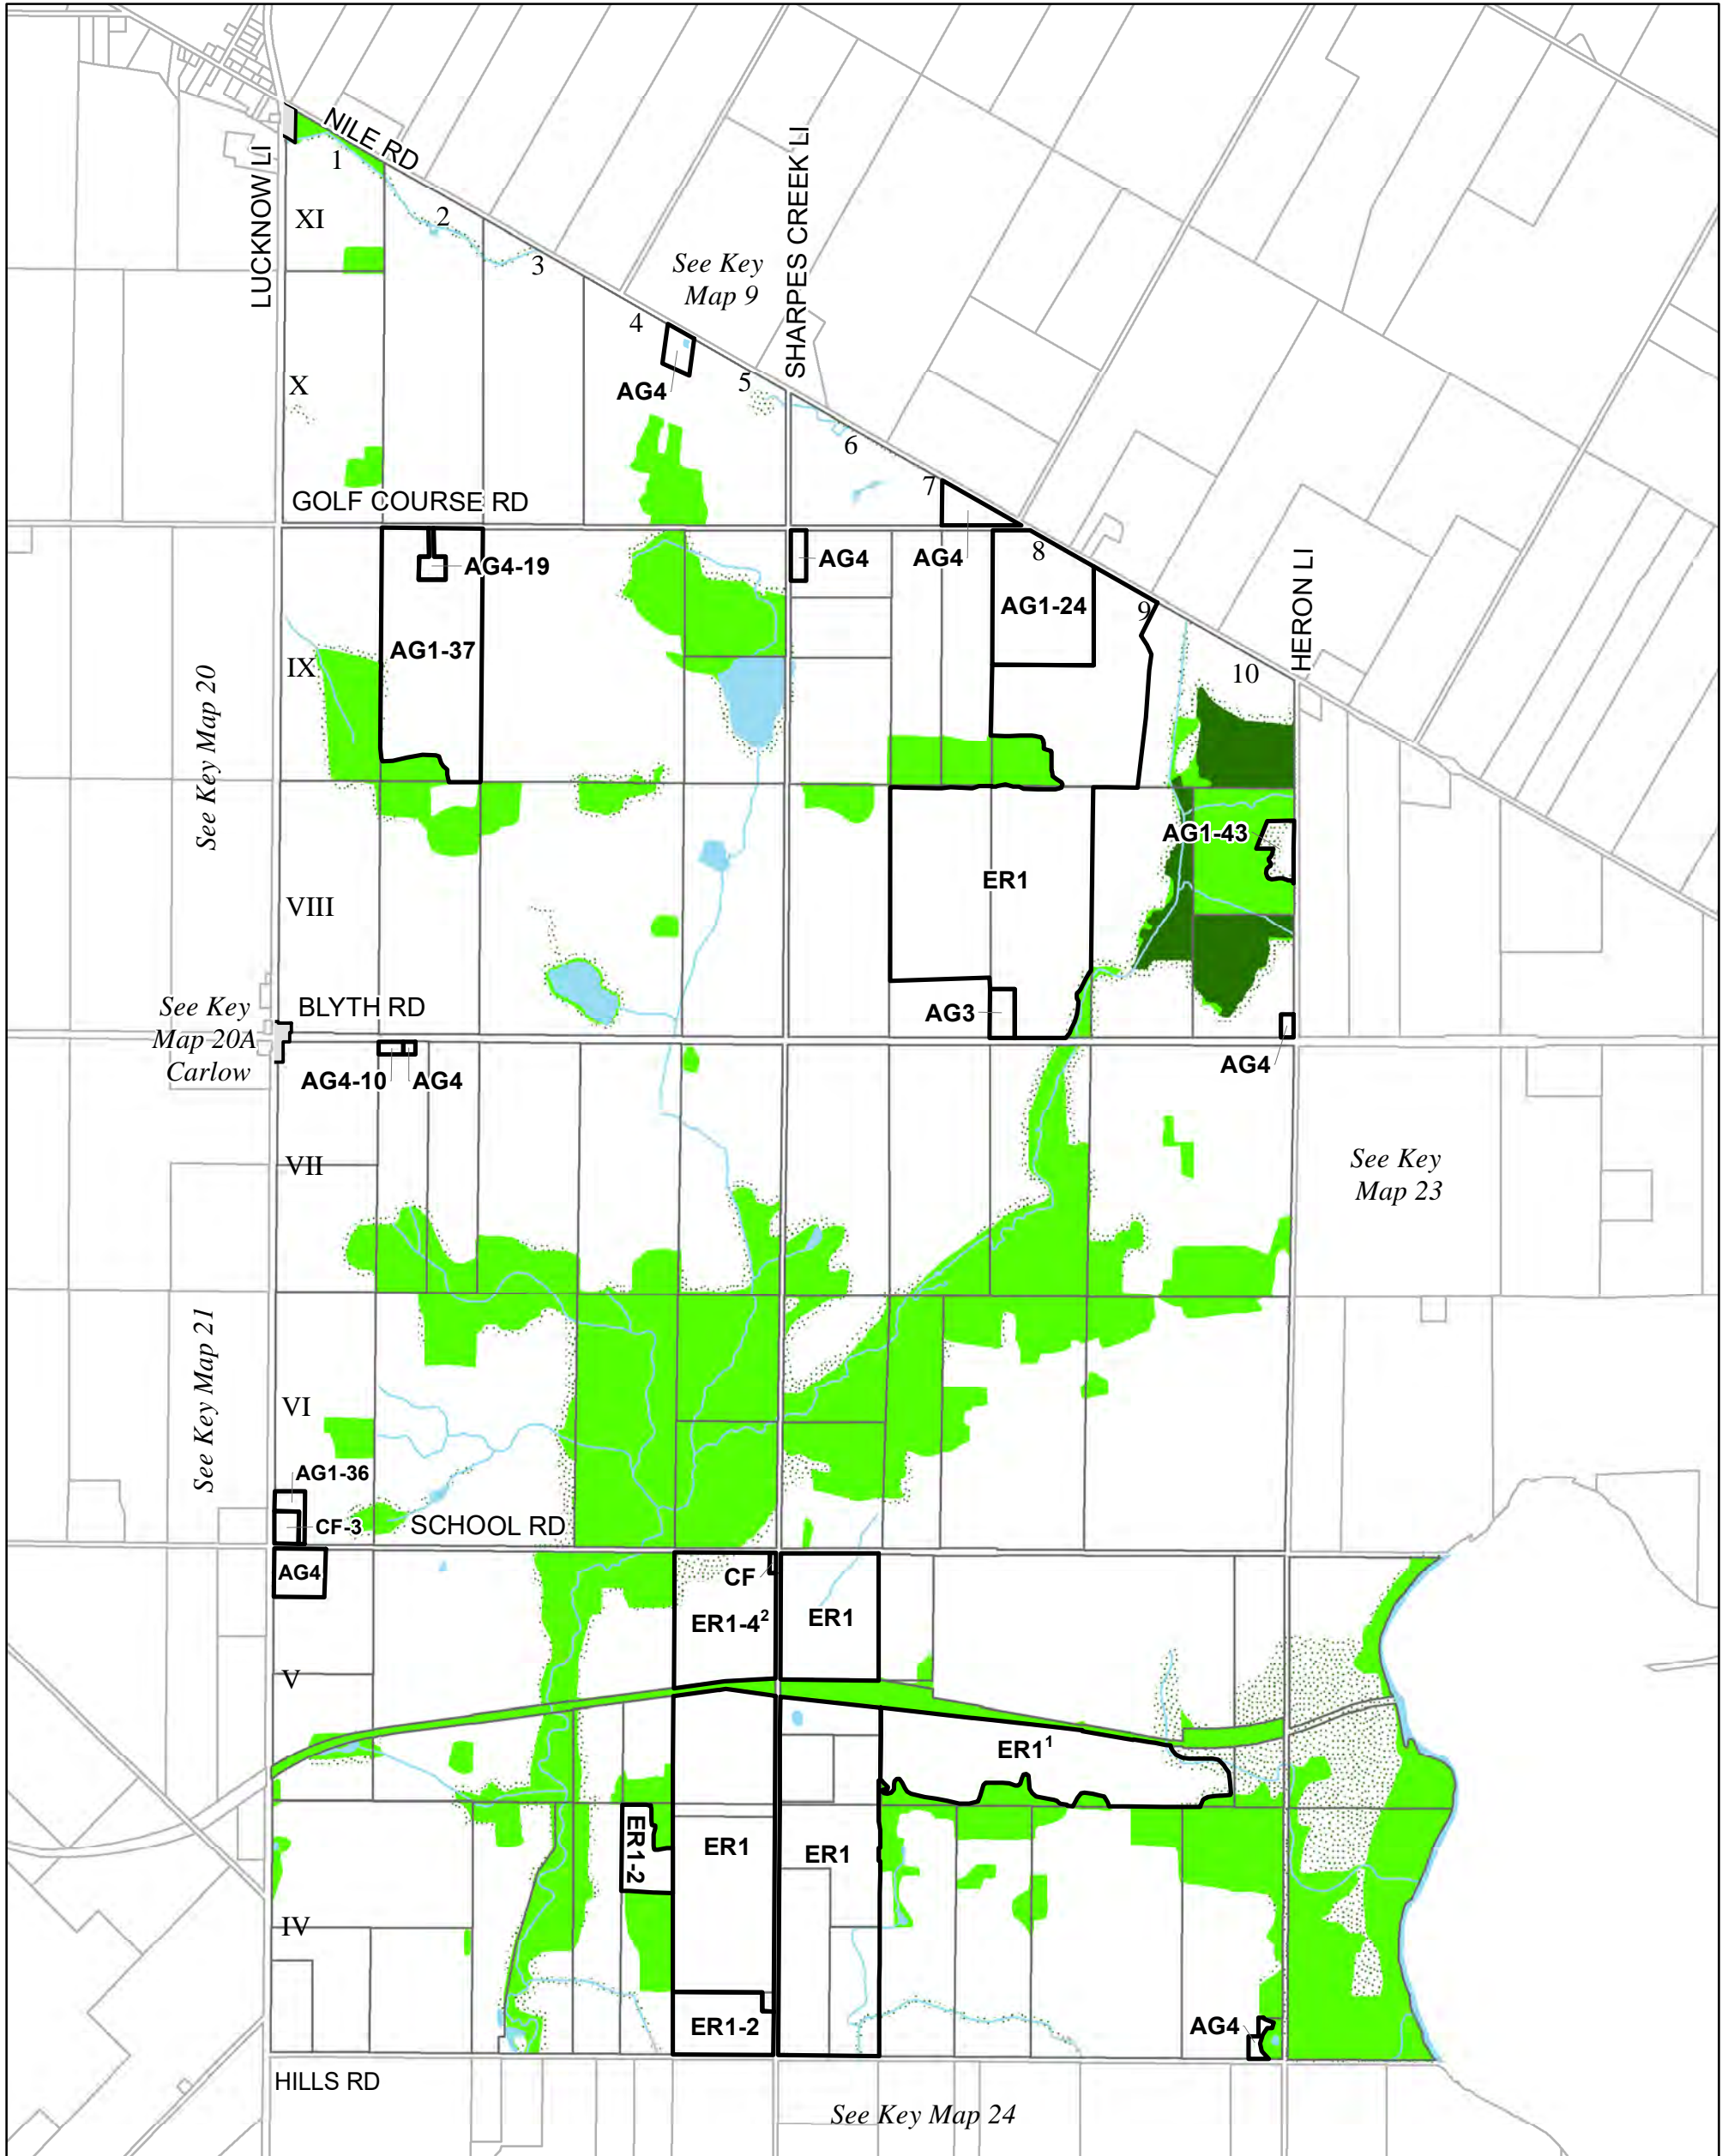 NILE RD
1
LUCKNOW LI
SHARPES CREEK LI
XI
2
3
See Key
Map 9
4
5
X
AG4
6
7
GOLF COURSE RD
8
AG4-19
AG4
AG4
HERON LI
AG1-24
9
AG1-37
IX
10
See Key Map 20
AG1-43
ER1
VIII
See Key
Map 20A
Carlow
BLYTH RD
AG3
AG4
AG4-10
AG4
VII
See Key
Map 23
See Key Map 21
VI
AG1-36
CF-3
SCHOOL RD
AG4
CF
ER1-4²
ER1
V
ER1¹
ER1-2
ER1
ER1
IV
ER1-2
AG4
HILLS RD
See Key Map 24